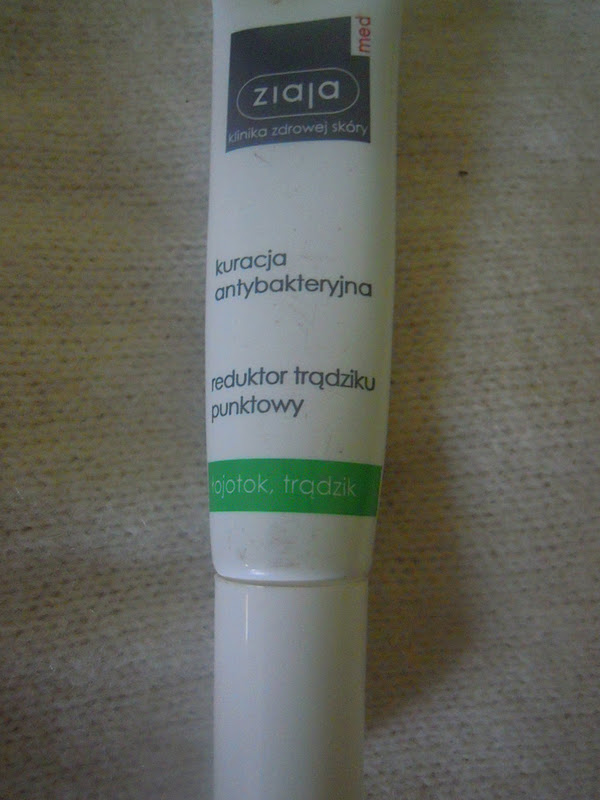 med
ziaja
klinika zdrowej skóry
kuracja
antybakteryjna
reduktor trądziku
punktowy
łojotok, trądzik